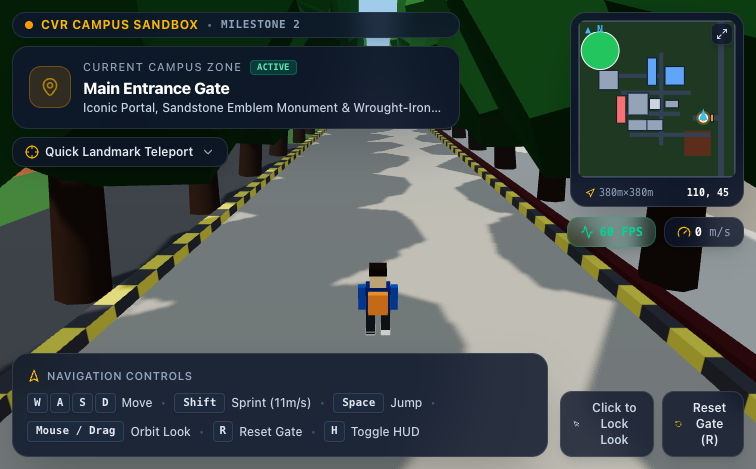 CVR CAMPUS SANDBOX • MILESTONE 2
CURRENT CAMPUS ZONE ACTIVE
Main Entrance Gate
Iconic Portal, Sandstone Emblem Monument & Wrought-Iron...
Quick Landmark Teleport
N
380m×380m 110, 45
60 FPS 0 m/s
NAVIGATION CONTROLS
W A S D Move • Shift Sprint (11m/s) • Space Jump •
Mouse / Drag Orbit Look • R Reset Gate • H Toggle HUD
Click to
Lock
Look
Reset
Gate
(R)